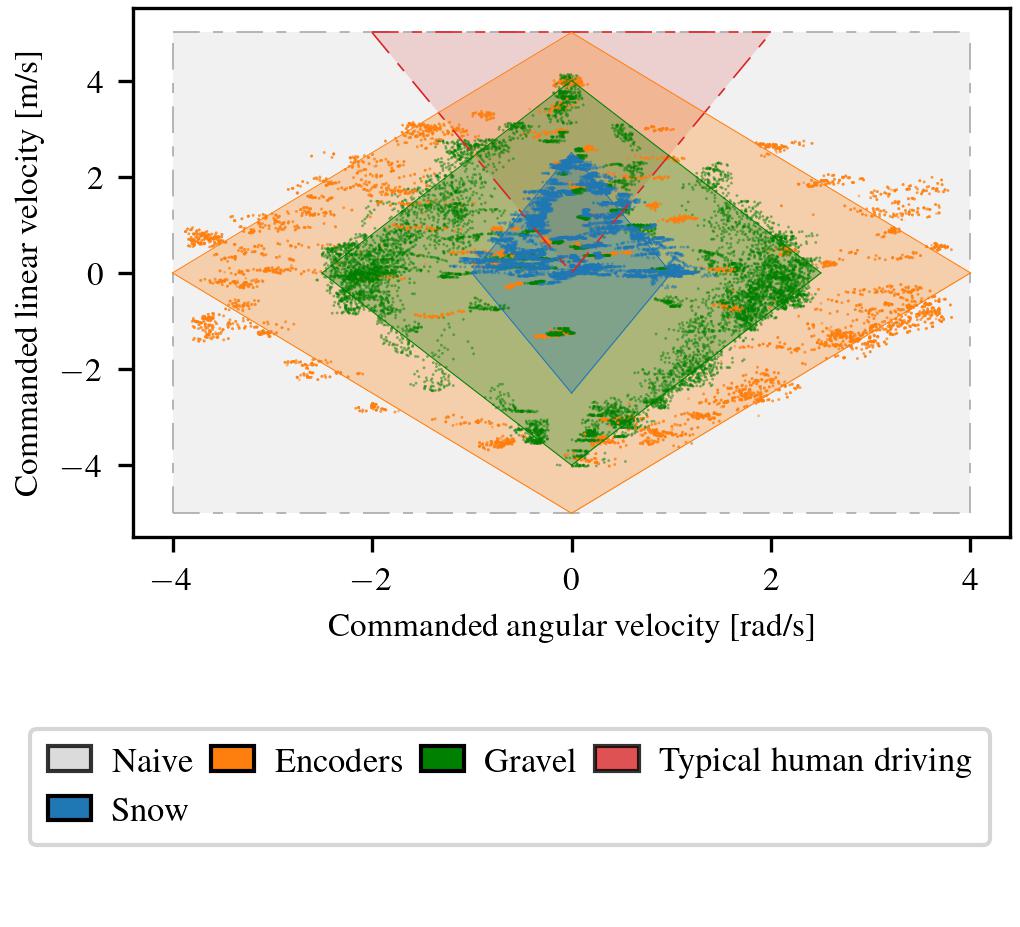 Commanded linear velocity [m/s]
4
2
0
−2
−4
−4 −2 0 2 4
Commanded angular velocity [rad/s]
Naive Encoders Gravel Typical human driving
Snow